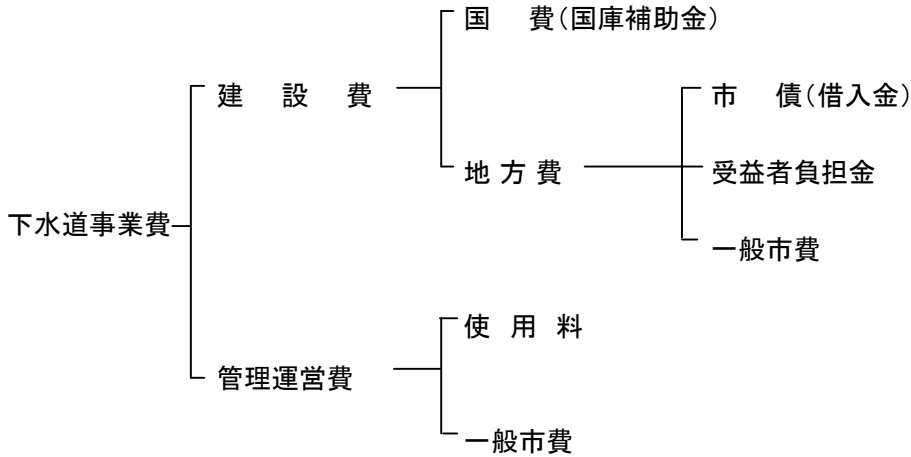 国　費(国庫補助金)
建　設　費
市　債(借入金)
地 方 費
受益者負担金
下水道事業費
一般市費
使 用 料
管理運営費
一般市費